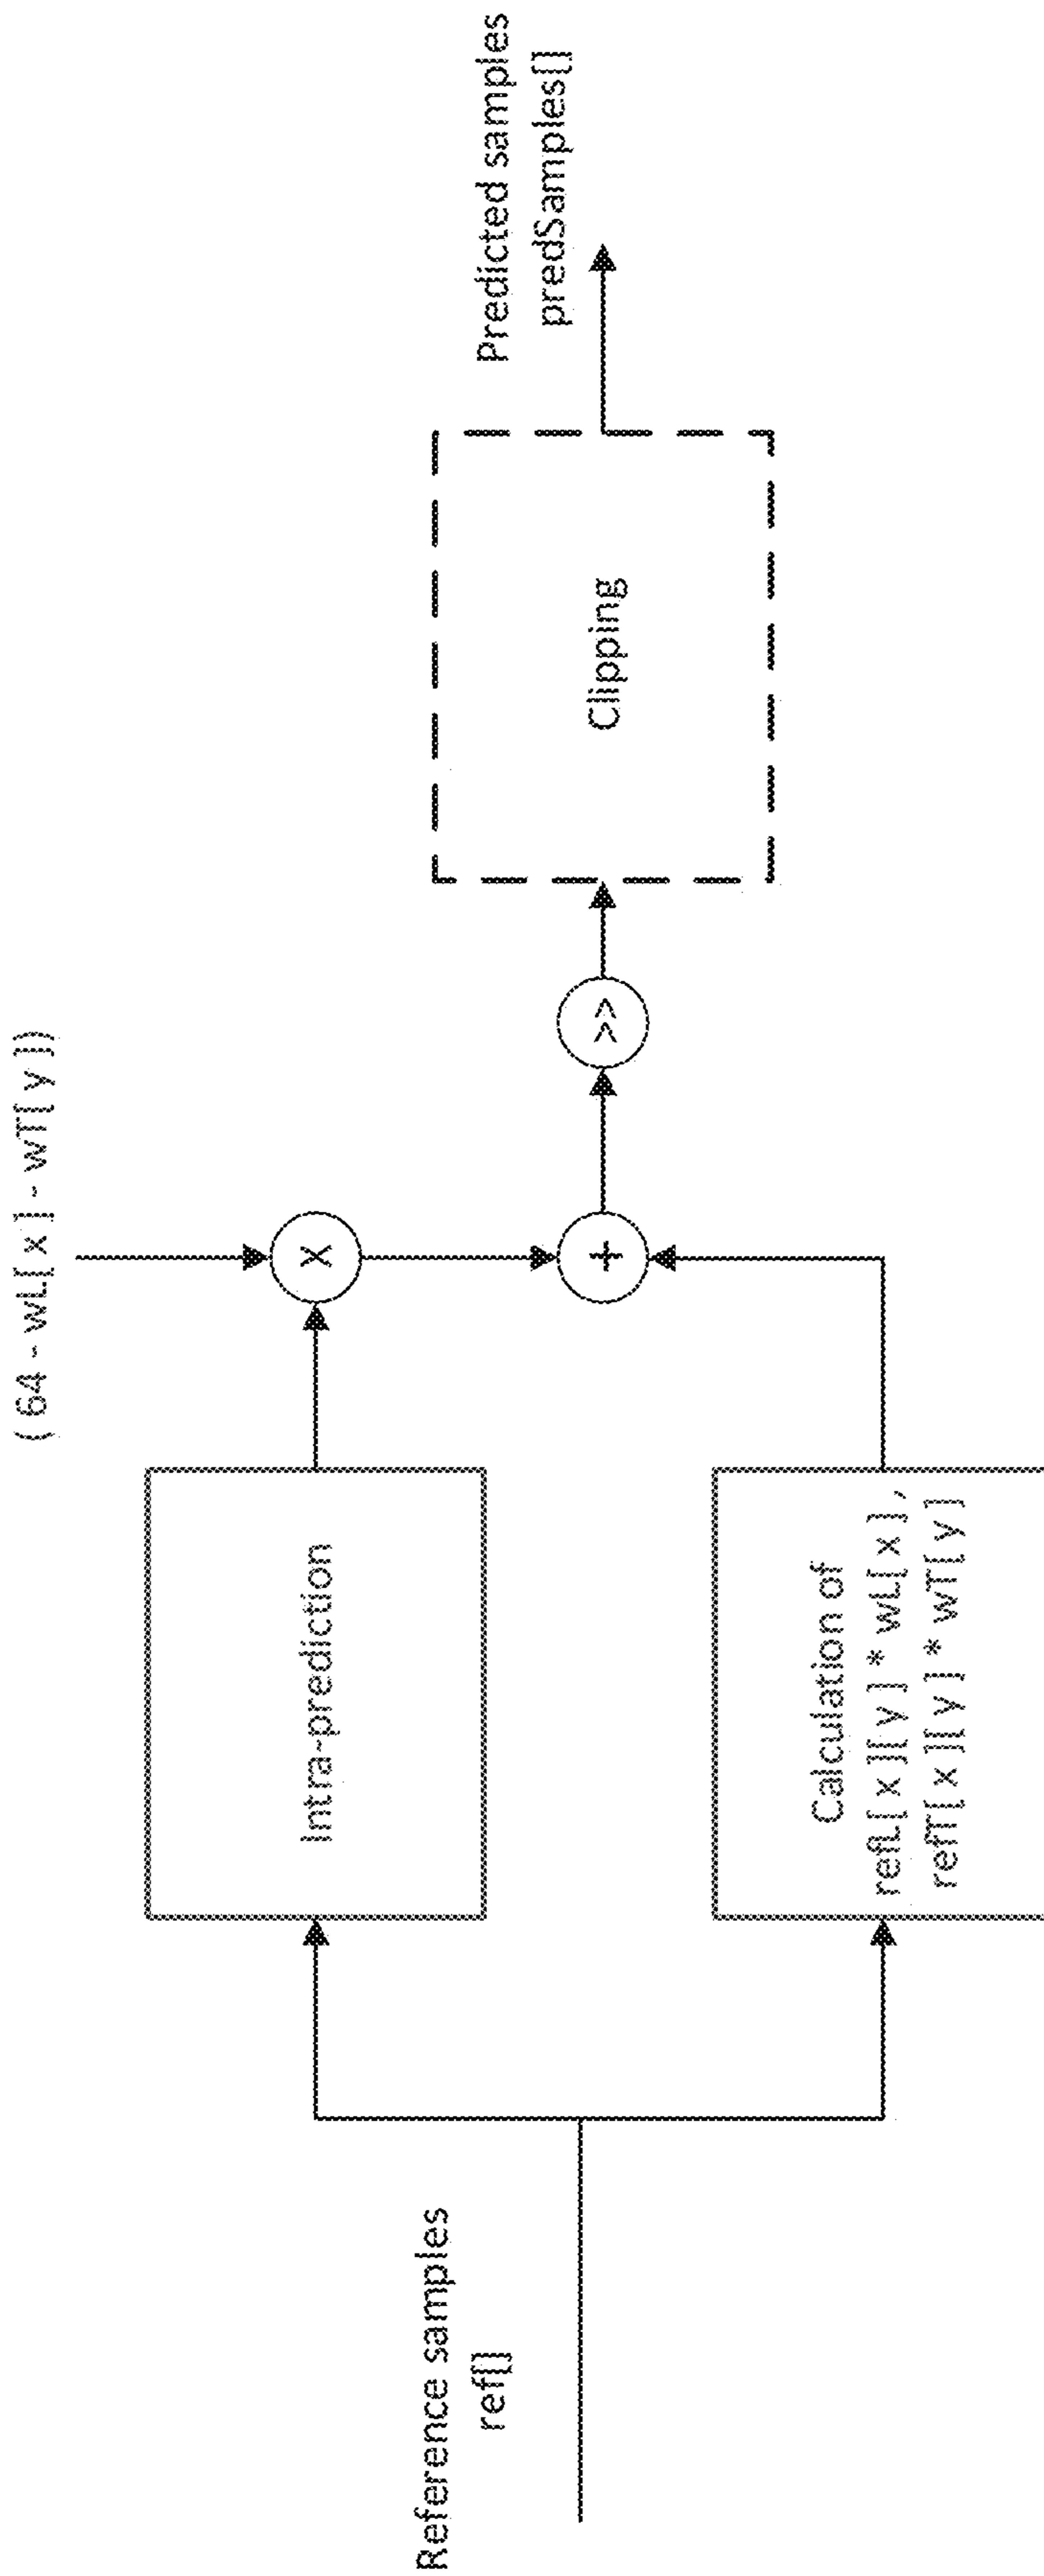 Reference samples
ref[]
Intra-prediction
Calculation of
refL[ x ][ y ] * wL[ x ],
refT[ x ][ y ] * wT[ y ]
( 64 - wL[ x ] - wT[ y ])
x
+
>>
Clipping
Predicted samples
predSamples[]